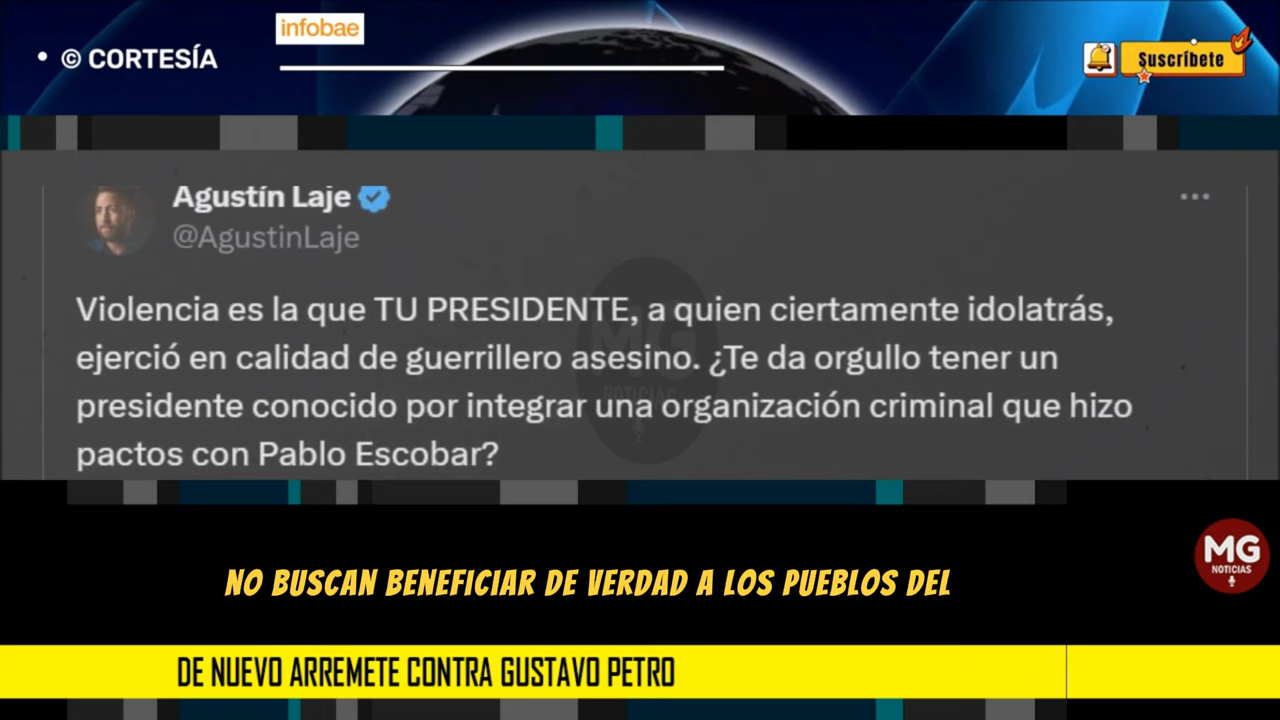 infobae
• © CORTESÍA
Suscríbete
Agustín Laje
@AgustinLaje
Violencia es la que TU PRESIDENTE, a quien ciertamente idolatrás,
ejerció en calidad de guerrillero asesino. ¿Te da orgullo tener un
presidente conocido por integrar una organización criminal que hizo
pactos con Pablo Escobar?
MG
NOTICIAS
NO BUSCAN BENEFICIAR DE VERDAD A LOS PUEBLOS DEL
MG
NOTICIAS
DE NUEVO ARREMETE CONTRA GUSTAVO PETRO